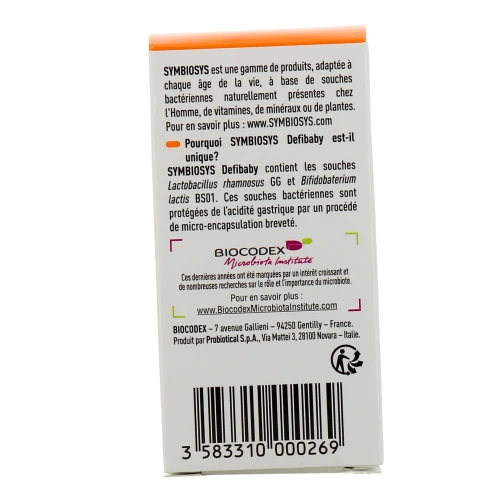 SYMBIOSYS est une gamme de produits, adaptée à
chaque âge de la vie, à base de souches
bactériennes naturellement présentes chez
l'Homme, de vitamines, de minéraux ou de plantes.
Pour en savoir plus : www.SYMBIOSYS.com
Pourquoi SYMBIOSYS Defibaby est-il
unique?
SYMBIOSYS Defibaby contient les souches
Lactobacillus rhamnosus GG et Bifidobaterium
lactis BS01. Ces souches bactériennes sont
protégées de l'acidité gastrique par un procédé
de micro-encapsulation breveté.
BIOCODEX
Microbiota Institute
Ces dernières années ont été marquées par un intérêt croissant et
de nombreuses recherches sur le rôle et l'importance du microbiote.
Pour en savoir plus :
www.BiocodexMicrobiotaInstitute.com
BIOCODEX – 7 avenue Gallieni – 94250 Gentilly – France.
Produit par Probiotical S.p.A., Via Mattei 3, 28100 Novara – Italie.
3 583310 000269